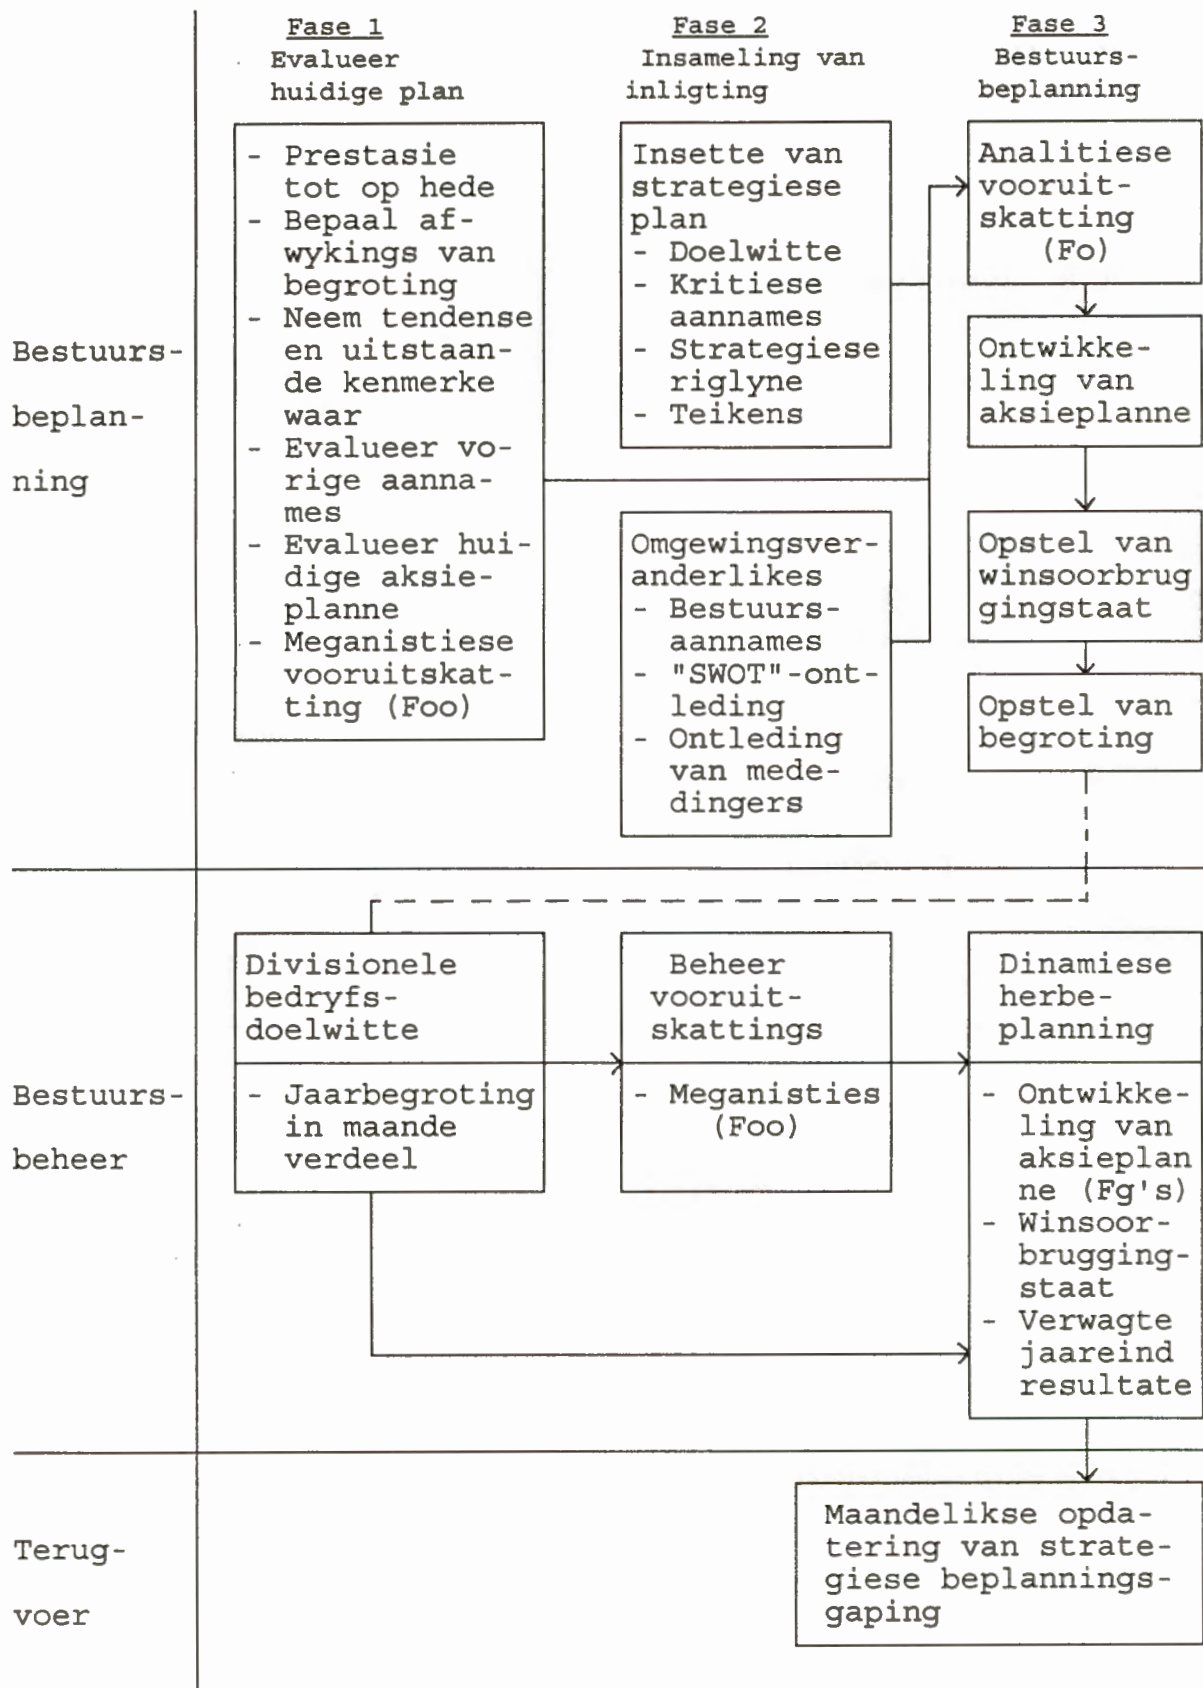 Fase 1
Evalueer
huidige plan
Fase 2
Insameling van
inligting
Fase 3
Bestuurs-
beplanning
Bestuurs-
beplan-
ning
- Prestasie
tot op hede
- Bepaal af-
wykings van
begroting
- Neem tendense
en uitstaan-
de kenmerke
waar
- Evalueer vo-
rige aanna-
mes
- Evalueer hui-
dige aksie-
planne
- Meganistiese
vooruitskat-
ting (Foo)
Insette van
strategiese
plan
- Doelwitte
- Kritiese
aannames
- Strategiese
riglyne
- Teikens
Omgewingsver-
anderlikes
- Bestuurs-
aannames
- "SWOT"-ont-
leding
- Ontleding
van mede-
dingers
Analitiese
vooruit-
skatting
(Fo)
Ontwikke-
ling van
aksieplanne
Opstel van
winsoorbrug
gingstaat
Opstel van
begroting
Bestuurs-
beheer
Divisionele
bedryfs-
doelwitte
- Jaarbegroting
in maande
verdeel
Beheer
vooruit-
skattings
- Meganisties
(Foo)
Dinamiese
herbe-
planning
- Ontwikke-
ling van
aksieplan
ne (Fg's)
- Winsoor-
brugging-
staat
- Verwagte
jaareind
resultate
Terug-
voer
Maandelikse opda-
tering van strate-
giese beplannings-
gaping